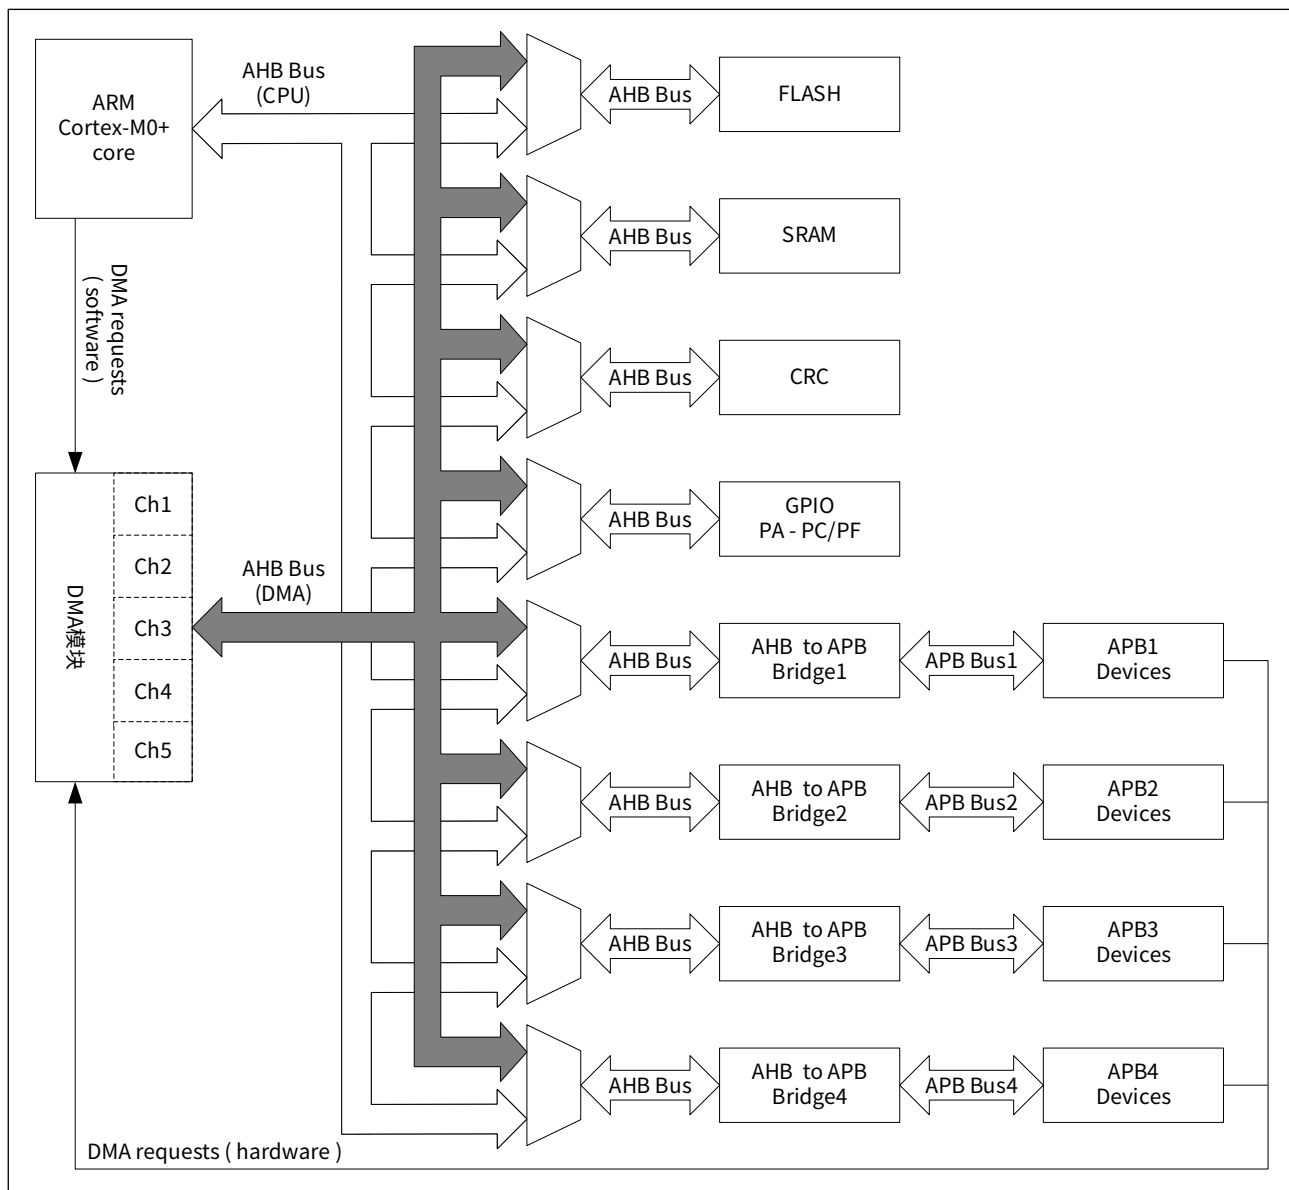 ARM
Cortex-M0+
core
AHB Bus
(CPU)
AHB Bus
FLASH
AHB Bus
SRAM
DMA requests
( software )
AHB Bus
CRC
AHB Bus
GPIO
PA - PC/PF
DMA模块
Ch1
Ch2
Ch3
Ch4
Ch5
AHB Bus
(DMA)
AHB Bus
AHB to APB
Bridge1
APB Bus1
APB1
Devices
AHB Bus
AHB to APB
Bridge2
APB Bus2
APB2
Devices
AHB Bus
AHB to APB
Bridge3
APB Bus3
APB3
Devices
AHB Bus
AHB to APB
Bridge4
APB Bus4
APB4
Devices
DMA requests ( hardware )